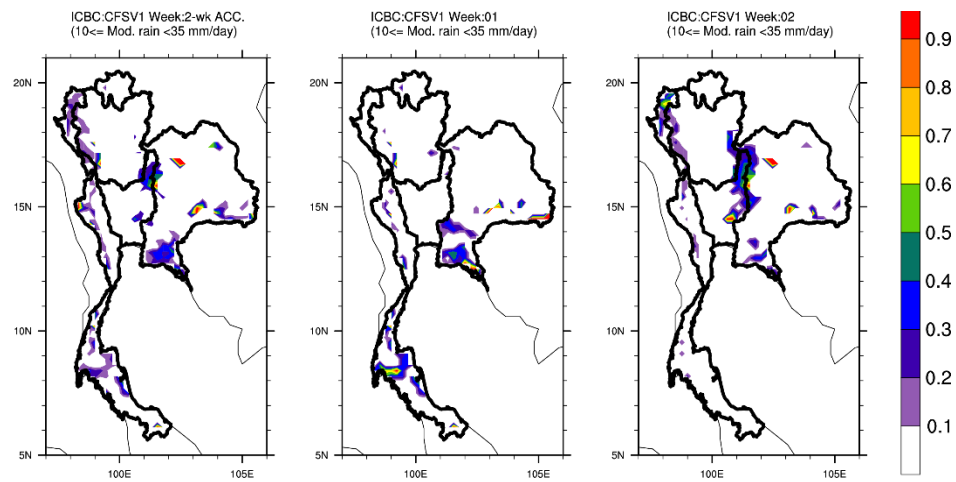 ICBC:CFSV1 Week:2-wk ACC.
(10<= Mod. rain <35 mm/day)
ICBC:CFSV1 Week:01
(10<= Mod. rain <35 mm/day)
ICBC:CFSV1 Week:02
(10<= Mod. rain <35 mm/day)
20N
15N
10N
5N
100E
105E
20N
15N
10N
5N
100E
105E
20N
15N
10N
5N
100E
105E
0.9
0.8
0.7
0.6
0.5
0.4
0.3
0.2
0.1